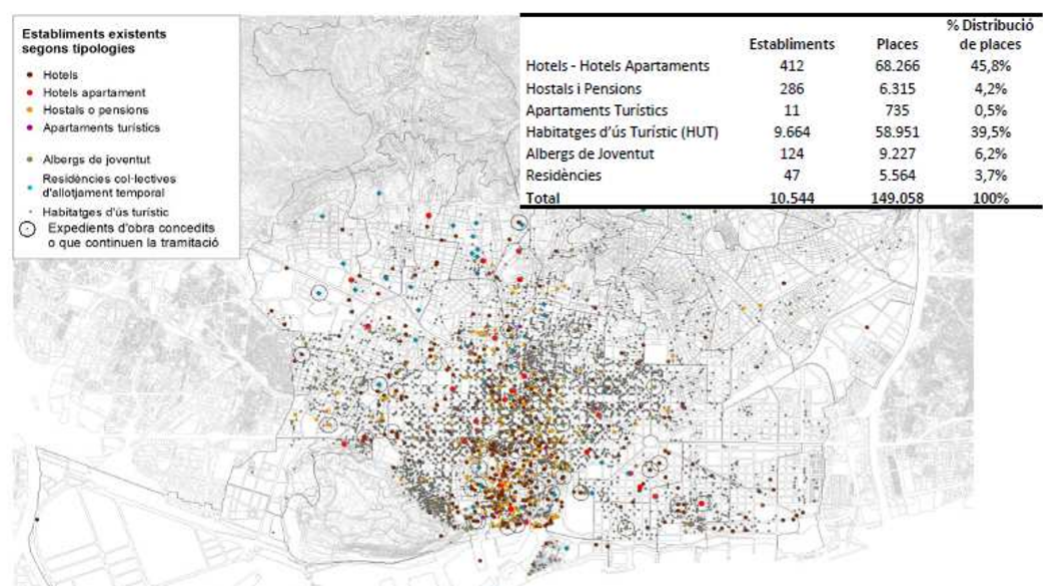 Establiments existents
segons tipologies
Hotels
Hotels apartament
Hostals o pensions
Apartaments turístics
Albergs de joventut
Residències col·lectives
d'allotjament temporal
Habitatges d'ús turístic
Expedients d'obra concedits
o que continuen la tramitació
% Distribució
Establiments Places de places
Hotels - Hotels Apartaments 412 68.266 45,8%
Hostals i Pensions 286 6.315 4,2%
Apartaments Turístics 11 735 0,5%
Habitatges d'ús Turístic (HUT) 9.664 58.951 39,5%
Albergs de Joventut 124 9.227 6,2%
Residències 47 5.564 3,7%
Total 10.544 149.058 100%